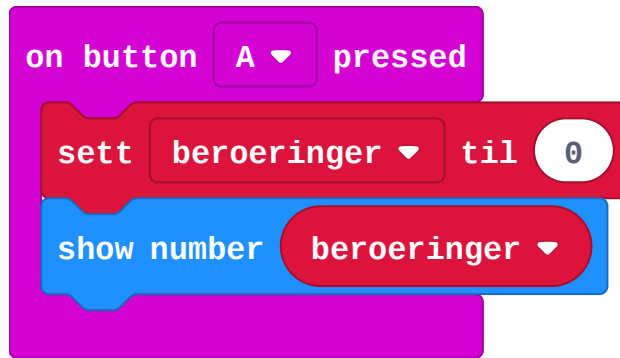 on button A pressed
sett beroeringer til 0
show number beroeringer